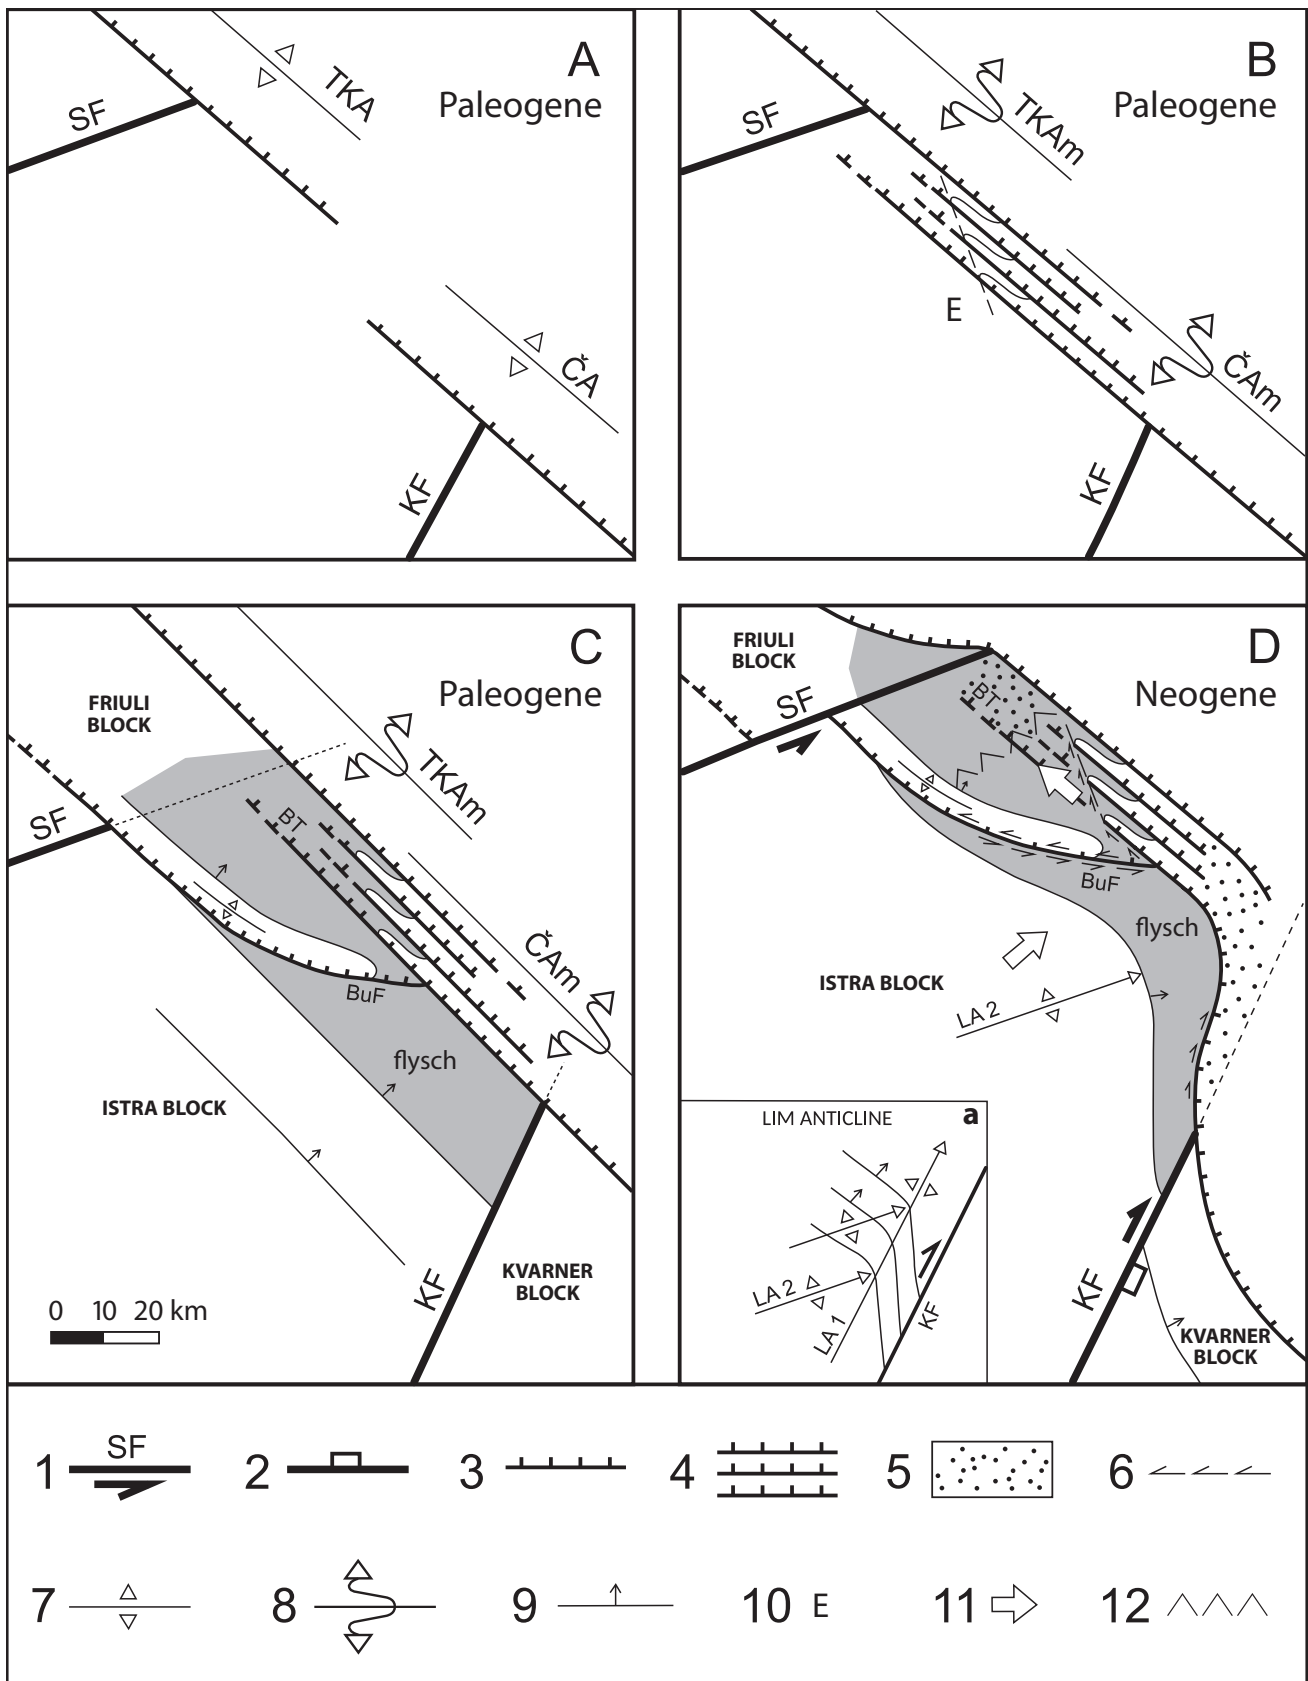 A
Paleogene
TKA
SF
ČA
KF
B
Paleogene
TKAm
SF
E
ČAm
KF
C
Paleogene
FRIULI
BLOCK
TKAm
SF
BT
ČAm
BuF
flysch
ISTRA BLOCK
KVARNER
BLOCK
KF
0 10 20 km
D
Neogene
FRIULI
BLOCK
SF
BT
BuF
flysch
ISTRA BLOCK
LA 2
KF
KVARNER
BLOCK
a
LIM ANTICLINE
LA 2
LA 1
KF
1 SF 2 3 4 5 6
7 8 9 10 E 11 12